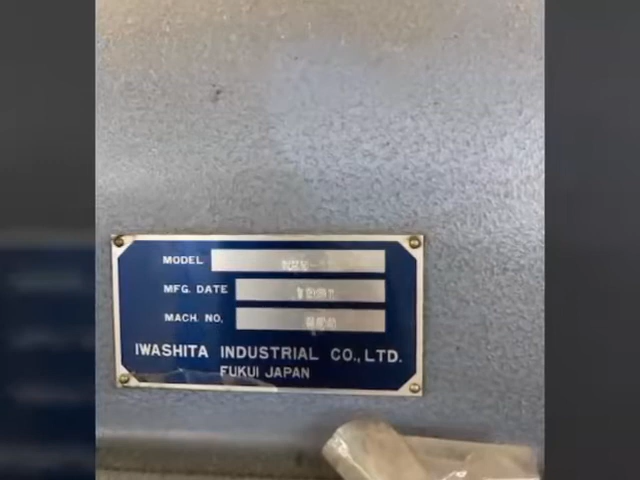 MODEL
MFG. DATE
MACH. NO.
IWASHITA INDUSTRIAL CO., LTD.
FUKUI JAPAN